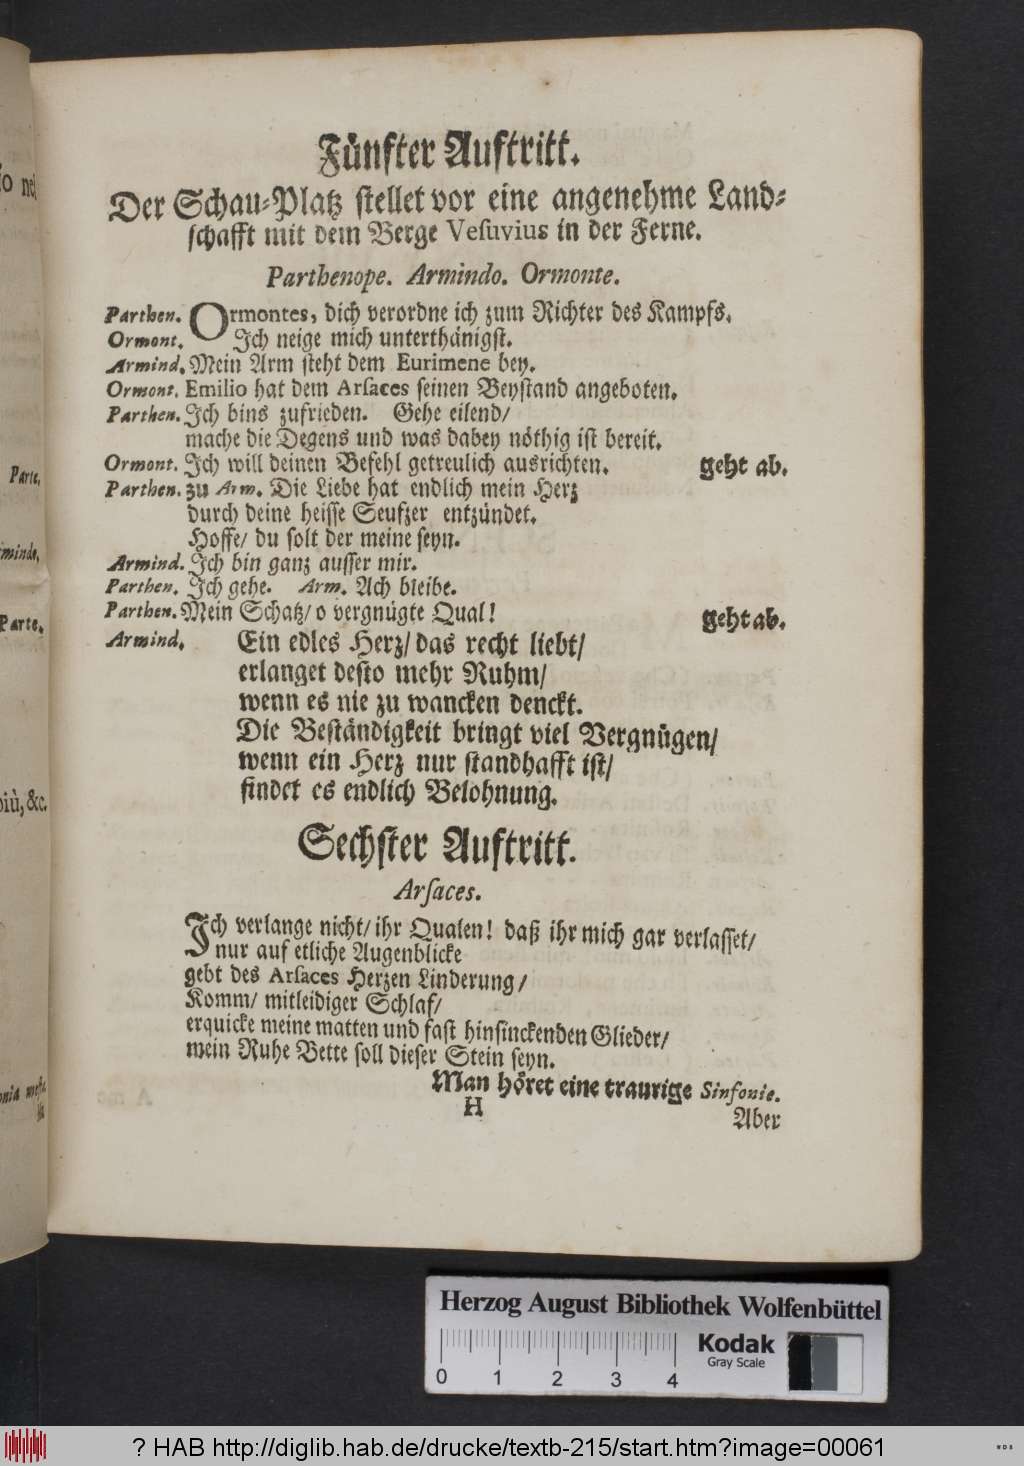 Fünfter Auftritt.
Der Schau-Platz stellet vor eine angenehme Land-
schafft mit dem Berge Veſuvius in der Ferne.
Parthenope. Armindo. Ormonte.
Parthen. Ormontes, dich verordne ich zum Richter des Kampfs.
Ormont. Ich neige mich unterthänigst.
Armind. Mein Arm steht dem Eurimene bey.
Ormont. Emilio hat dem Arſaces seinen Beystand angeboten.
Parthen. Ich bins zufrieden. Gehe eilend/
mache die Degens und was dabey nöthig ist bereit.
Ormont. Ich will deinen Befehl getreulich ausrichten. geht ab.
Parthen. zu Arm. Die Liebe hat endlich mein Herz
durch deine heisse Seufzer entzündet.
Hoffe/ du solt der meine seyn.
Armind. Ich bin ganz ausser mir.
Parthen. Ich gehe. Arm. Ach bleibe.
Parthen. Mein Schatz/ o vergnügte Qual! geht ab.
Armind. Ein edles Herz/ das recht liebt/
erlanget desto mehr Ruhm/
wenn es nie zu wancken denckt.
Die Beständigkeit bringt viel Vergnügen/
wenn ein Herz nur standhafft ist/
findet es endlich Belohnung.
Sechster Auftritt.
Arſaces.
Ich verlange nicht/ ihr Qualen! daß ihr mich gar verlasset/
nur auf etliche Augenblicke
gebt des Arſaces Herzen Linderung/
Komm/ mitleidiger Schlaf/
erquicke meine matten und fast hinsinckenden Glieder/
mein Ruhe Bette soll dieser Stein seyn.
Man höret eine traurige Sinfonie.
H
Aber
Parte.
Parte.
più, &c.
Herzog August Bibliothek Wolfenbüttel
Kodak
Gray Scale
0 1 2 3 4
? HAB http://diglib.hab.de/drucke/textb-215/start.htm?image=00061